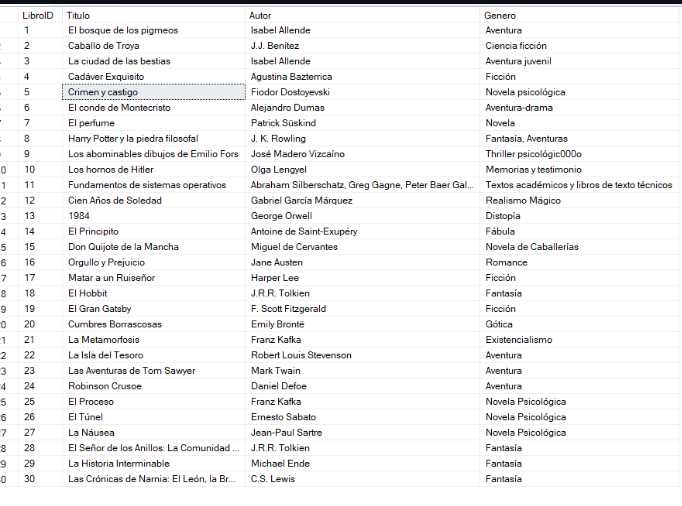 LibroID Titulo Autor Genero
1 El bosque de los pigmeos Isabel Allende Aventura
2 2 Caballo de Troya J.J. Benítez Ciencia ficción
3 La ciudad de las bestias Isabel Allende Aventura juvenil
4 Cadáver Exquisito Agustina Bazterrica Ficción
5 Crimen y castigo Fiodor Dostoyevski Novela psicológica
6 El conde de Montecristo Alejandro Dumas Aventura-drama
7 El perfume Patrick Süskind Novela
8 Harry Potter y la piedra filosofal J. K. Rowling Fantasía, Aventuras
9 Los abominables dibujos de Emilio Fors José Madero Vizcaíno Thriller psicológic000o
0 10 Los hornos de Hitler Olga Lengyel Memorias y testimonio
1 11 Fundamentos de sistemas operativos Abraham Silberschatz, Greg Gagne, Peter Baer Gal... Textos académicos y libros de texto técnicos
2 12 Cien Años de Soledad Gabriel García Márquez Realismo Mágico
3 13 1984 George Orwell Distopía
4 14 El Principito Antoine de Saint-Exupéry Fábula
5 15 Don Quijote de la Mancha Miguel de Cervantes Novela de Caballerías
6 16 Orgullo y Prejuicio Jane Austen Romance
7 17 Matar a un Ruiseñor Harper Lee Ficción
8 18 El Hobbit J.R.R. Tolkien Fantasía
9 19 El Gran Gatsby F. Scott Fitzgerald Ficción
20 20 Cumbres Borrascosas Emily Brontë Gótica
21 21 La Metamorfosis Franz Kafka Existencialismo
22 22 La Isla del Tesoro Robert Louis Stevenson Aventura
23 23 Las Aventuras de Tom Sawyer Mark Twain Aventura
24 24 Robinson Crusoe Daniel Defoe Aventura
25 25 El Proceso Franz Kafka Novela Psicológica
26 26 El Túnel Ernesto Sabato Novela Psicológica
27 27 La Náusea Jean-Paul Sartre Novela Psicológica
28 28 El Señor de los Anillos: La Comunidad ... J.R.R. Tolkien Fantasía
29 29 La Historia Interminable Michael Ende Fantasía
30 30 Las Crónicas de Narnia: El León, la Br... C.S. Lewis Fantasía